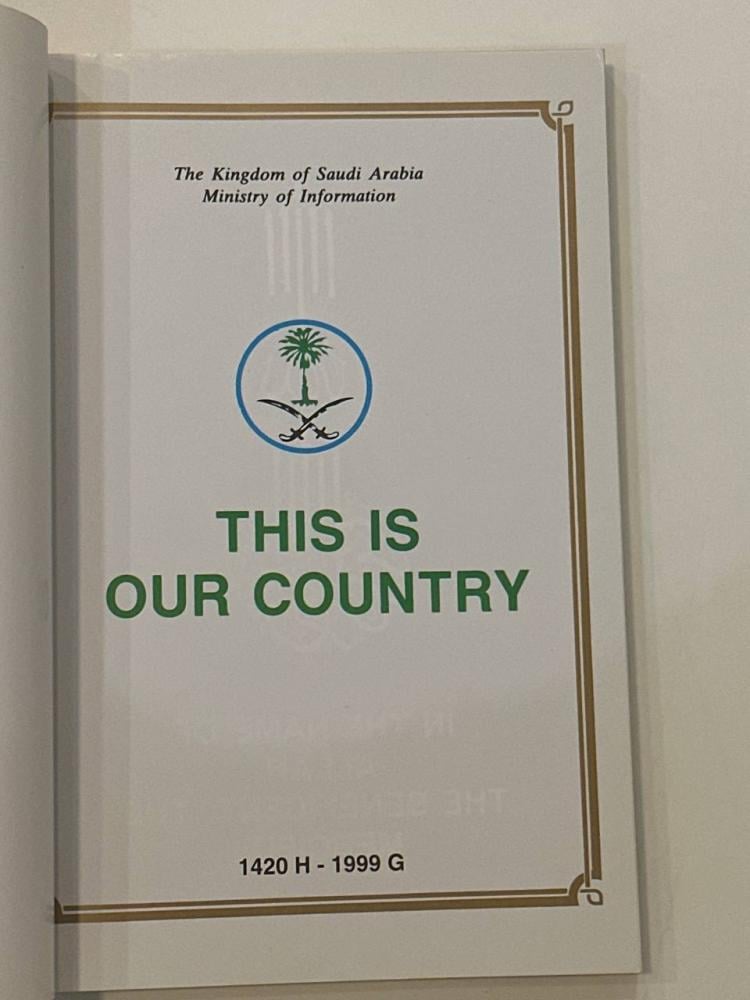 The Kingdom of Saudi Arabia
Ministry of Information
THIS IS
OUR COUNTRY
1420 H - 1999 G